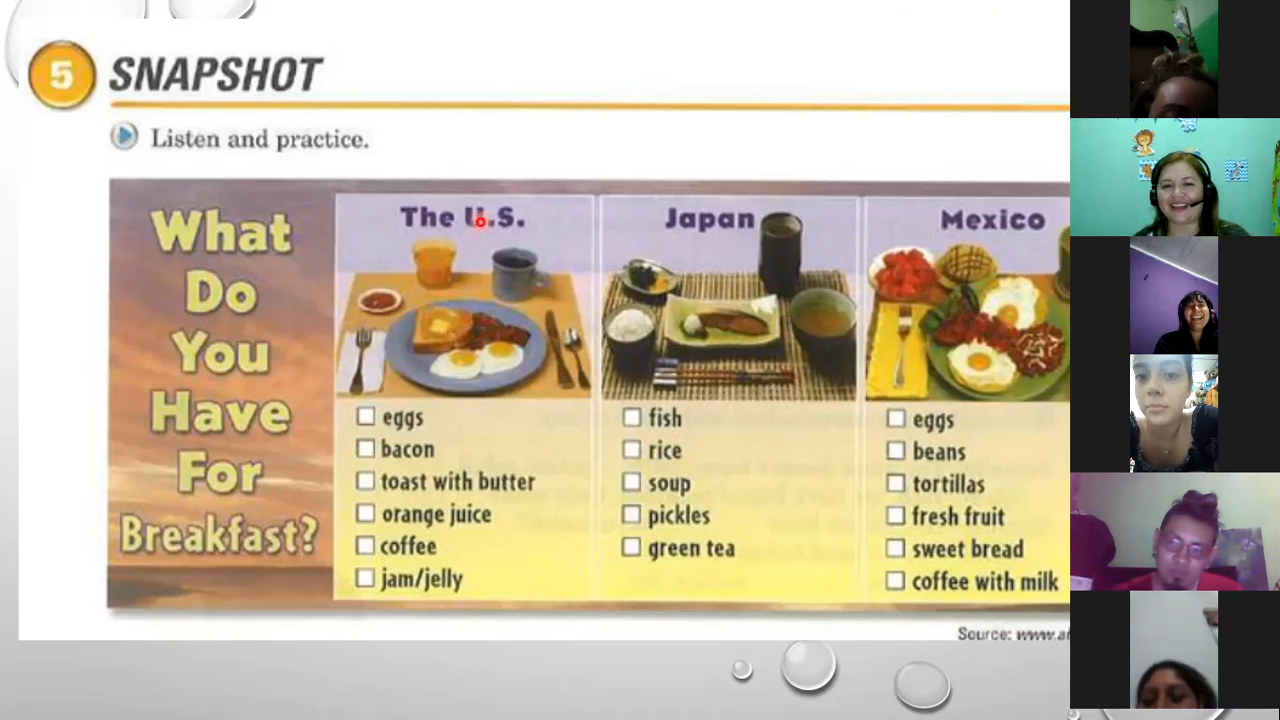 5 SNAPSHOT
Listen and practice.
What
Do
You
Have
For
Breakfast?
The U.S.
eggs
bacon
toast with butter
orange juice
coffee
jam/jelly
Japan
fish
rice
soup
pickles
green tea
Mexico
eggs
beans
tortillas
fresh fruit
sweet bread
coffee with milk
Source: www.